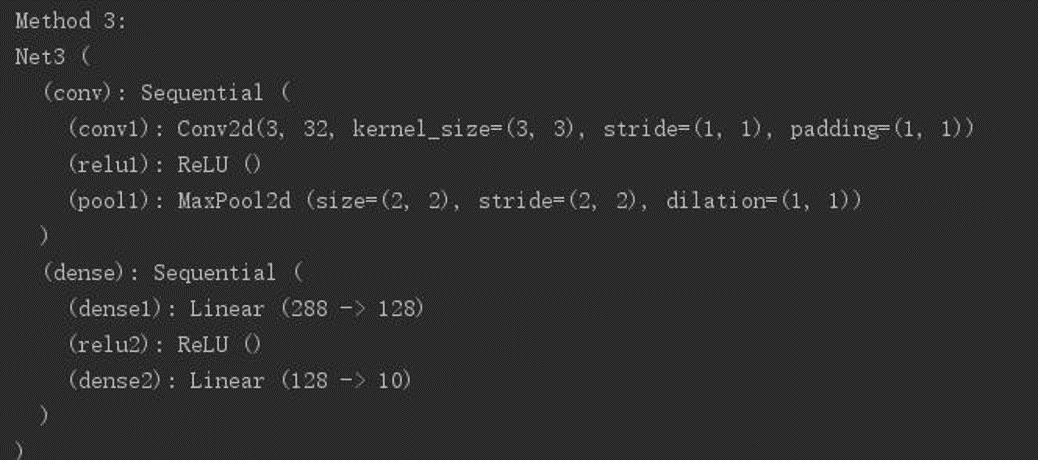 Method 3:
Net3 (
  (conv): Sequential (
    (conv1): Conv2d(3, 32, kernel_size=(3, 3), stride=(1, 1), padding=(1, 1))
    (relu1): ReLU ()
    (pool1): MaxPool2d (size=(2, 2), stride=(2, 2), dilation=(1, 1))
  )
  (dense): Sequential (
    (dense1): Linear (288 -> 128)
    (relu2): ReLU ()
    (dense2): Linear (128 -> 10)
  )
)